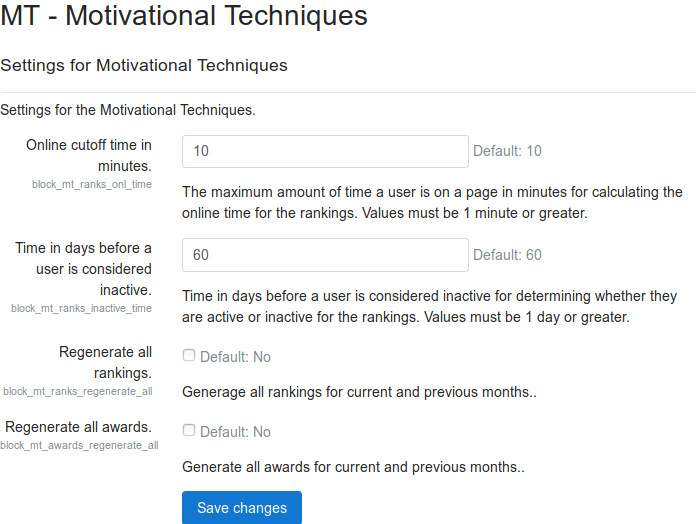 MT - Motivational Techniques
Settings for Motivational Techniques
Settings for the Motivational Techniques.
Online cutoff time in
minutes.
block_mt_ranks_onl_time
10
Default: 10
The maximum amount of time a user is on a page in minutes for calculating the
online time for the rankings. Values must be 1 minute or greater.
Time in days before a
user is considered
inactive.
block_mt_ranks_inactive_time
60
Default: 60
Time in days before a user is considered inactive for determining whether they
are active or inactive for the rankings. Values must be 1 day or greater.
Regenerate all
rankings.
block_mt_ranks_regenerate_all
Default: No
Generage all rankings for current and previous months..
Regenerate all awards.
block_mt_awards_regenerate_all
Default: No
Generate all awards for current and previous months..
Save changes